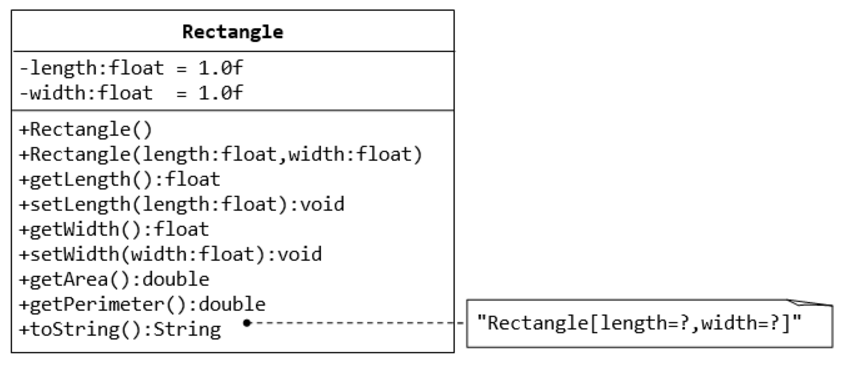 Rectangle
-length:float = 1.0f
-width:float  = 1.0f
+Rectangle()
+Rectangle(length:float,width:float)
+getLength():float
+setLength(length:float):void
+getWidth():float
+setWidth(width:float):void
+getArea():double
+getPerimeter():double
+toString():String
"Rectangle[length=?,width=?]"